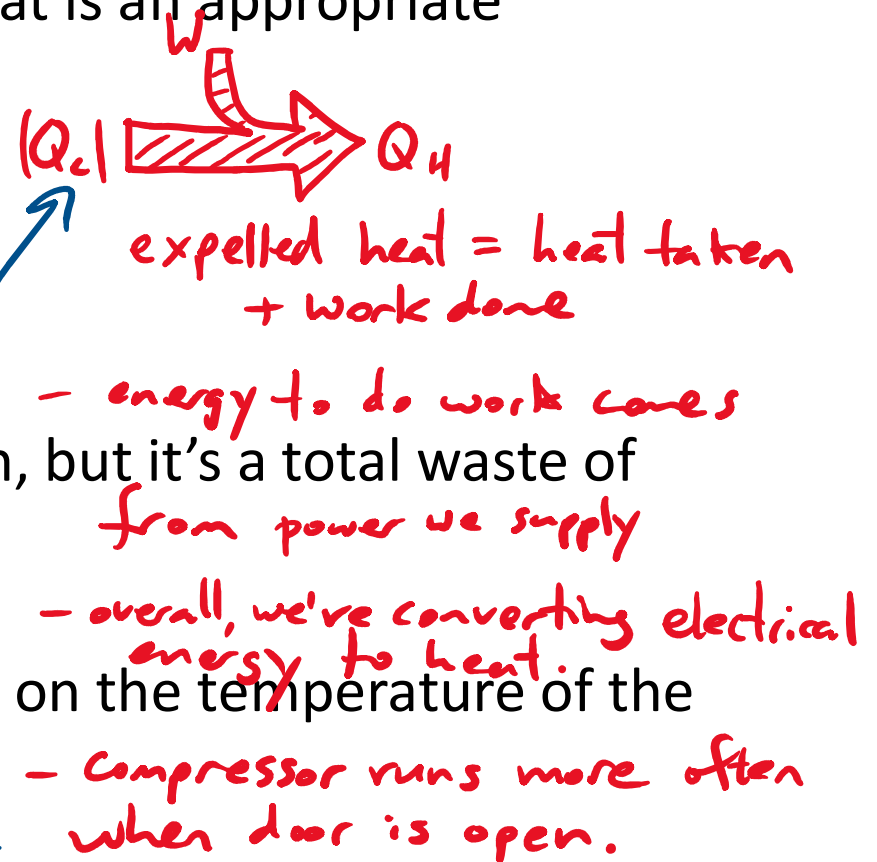 at is an appropriate
W
|Qc| QH
expelled heat = heat taken
+ work done
- energy to do work comes
n, but it's a total waste of
from power we supply
- overall, we're converting electrical
energy to heat.
on the temperature of the
- compressor runs more often
when door is open.